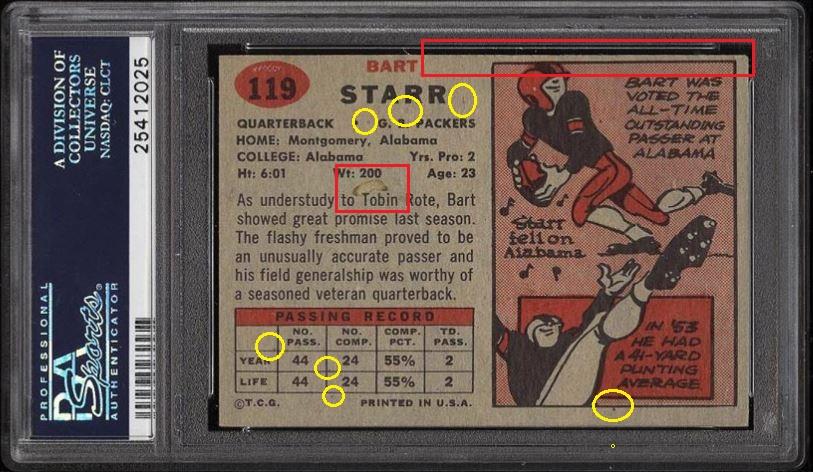 A DIVISION OF
COLLECTORS
UNIVERSE
NASDAQ: CLCT
25412025
PSA
Sports
PROFESSIONAL
AUTHENTICATOR
119
BART
STARR
QUARTERBACK • G. B. PACKERS
HOME: Montgomery, Alabama
COLLEGE: Alabama Yrs. Pro: 2
Ht: 6:01 Wt: 200 Age: 23
As understudy to Tobin Rote, Bart
showed great promise last season.
The flashy freshman proved to be
an unusually accurate passer and
his field generalship was worthy of
a seasoned veteran quarterback.
PASSING RECORD
NO. PASS. NO. COMP. COMP. PCT. TD. PASS.
YEAR 44 24 55% 2
LIFE 44 24 55% 2
©T.C.G. PRINTED IN U.S.A.
BART WAS
VOTED THE
ALL-TIME
OUTSTANDING
PASSER AT
ALABAMA
Starr
fell on
Alabama
IN '53
HE HAD
A 41-YARD
PUNTING
AVERAGE